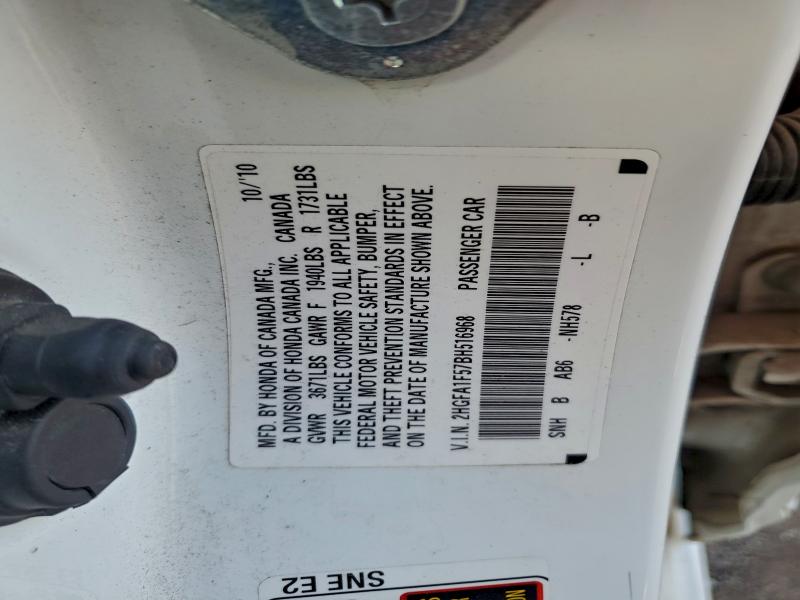 MFD. BY HONDA OF CANADA MFG., 10/'10
A DIVISION OF HONDA CANADA INC. CANADA
GVWR 3671LBS GAWR F 1940LBS R 1731LBS
THIS VEHICLE CONFORMS TO ALL APPLICABLE
FEDERAL MOTOR VEHICLE SAFETY, BUMPER,
AND THEFT PREVENTION STANDARDS IN EFFECT
ON THE DATE OF MANUFACTURE SHOWN ABOVE.
V.I.N. 2HGFA1F57BH516968 PASSENGER CAR
SNH B AB6 -NH578 -L -B
SNE E2